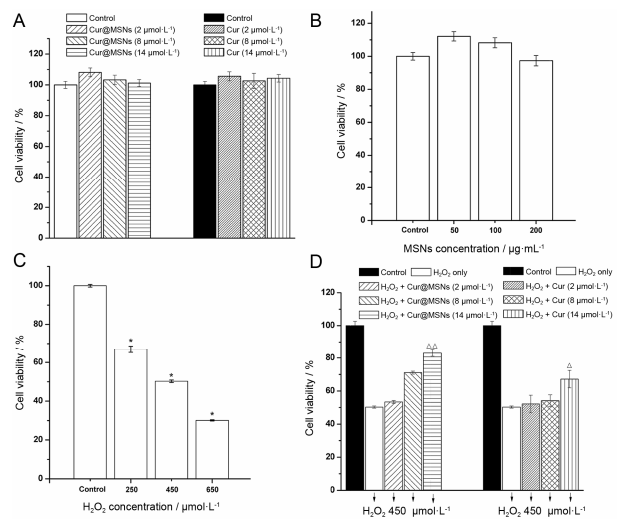 A
Control
Cur@MSNs (2 μmol·L⁻¹)
Cur@MSNs (8 μmol·L⁻¹)
Cur@MSNs (14 μmol·L⁻¹)
Control
Cur (2 μmol·L⁻¹)
Cur (8 μmol·L⁻¹)
Cur (14 μmol·L⁻¹)
Cell viability / %
120
100
80
60
40
20
0
B
Cell viability / %
120
100
80
60
40
20
0
Control 50 100 200
MSNs concentration / μg·mL⁻¹
C
Cell viability / %
100
80
60
40
20
0
* * *
Control 250 450 650
H₂O₂ concentration / μmol·L⁻¹
D
Control H₂O₂ only
H₂O₂ + Cur@MSNs (2 μmol·L⁻¹)
H₂O₂ + Cur@MSNs (8 μmol·L⁻¹)
H₂O₂ + Cur@MSNs (14 μmol·L⁻¹)
Control H₂O₂ only
H₂O₂ + Cur (2 μmol·L⁻¹)
H₂O₂ + Cur (8 μmol·L⁻¹)
H₂O₂ + Cur (14 μmol·L⁻¹)
Cell viability / %
120
100
80
60
40
20
0
△△
△
H₂O₂ 450 μmol·L⁻¹
H₂O₂ 450 μmol·L⁻¹